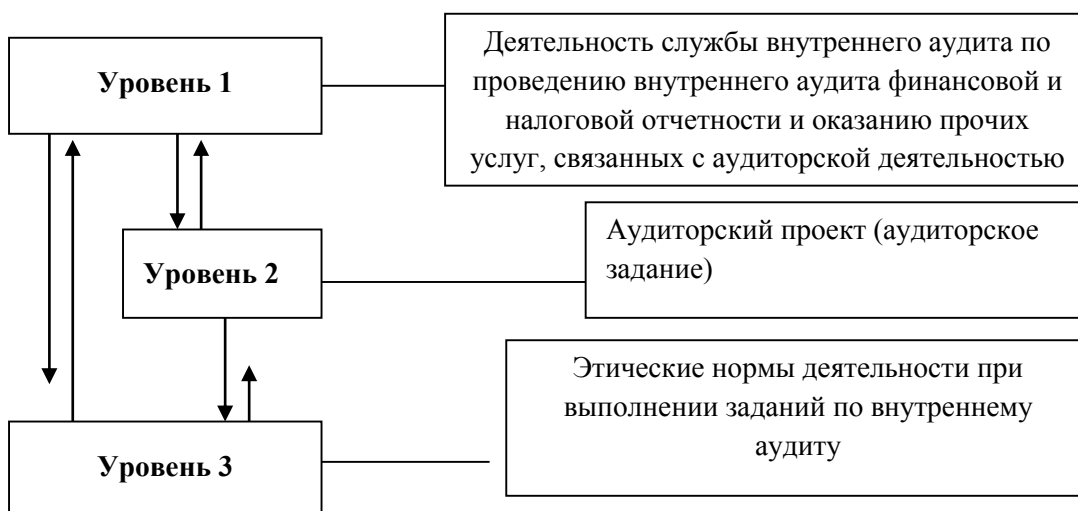 Уровень 1
Деятельность службы внутреннего аудита по
проведению внутреннего аудита финансовой и
налоговой отчетности и оказанию прочих
услуг, связанных с аудиторской деятельностью
Уровень 2
Аудиторский проект (аудиторское
задание)
Уровень 3
Этические нормы деятельности при
выполнении заданий по внутреннему
аудиту